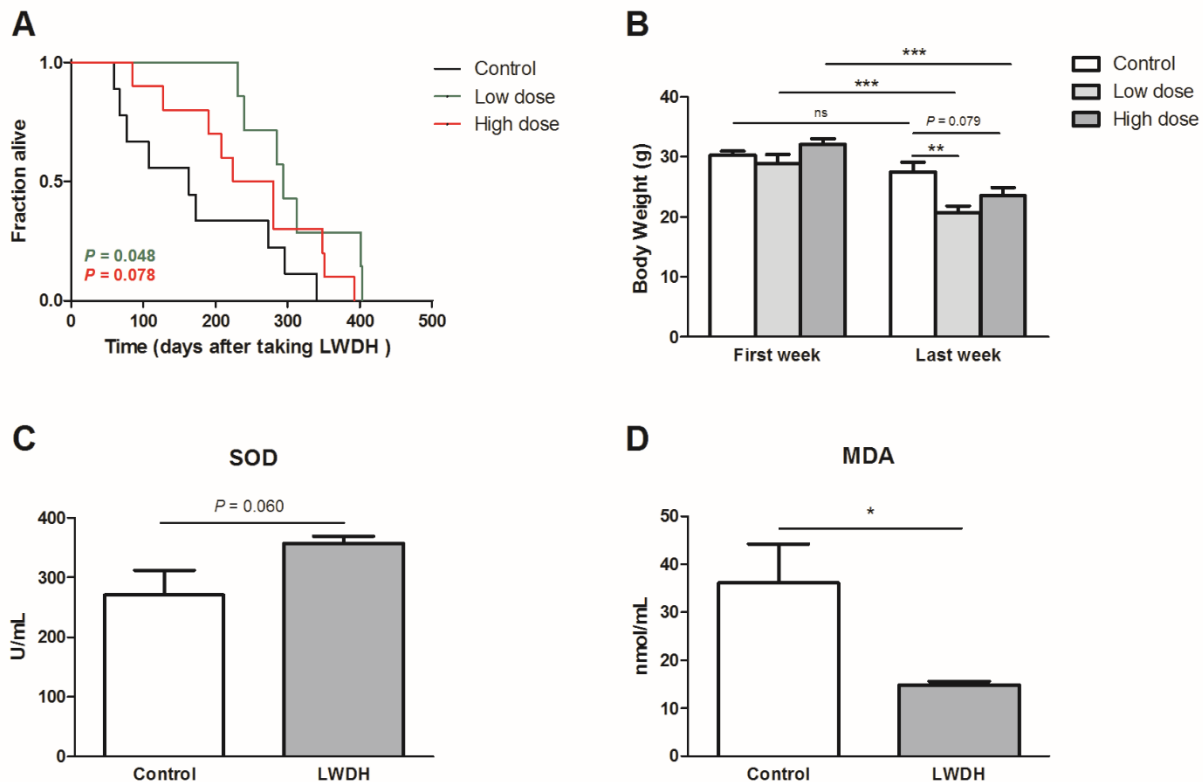 A
Control
Low dose
High dose
1.0
0.5
0.0
Fraction alive
P = 0.048
P = 0.078
0 100 200 300 400 500
Time (days after taking LWDH )
B
Control
Low dose
High dose
***
***
ns
P = 0.079
**
40
30
20
10
0
Body Weight (g)
First week Last week
C
SOD
P = 0.060
400
300
200
100
0
U/mL
Control LWDH
D
MDA
*
50
40
30
20
10
0
nmol/mL
Control LWDH